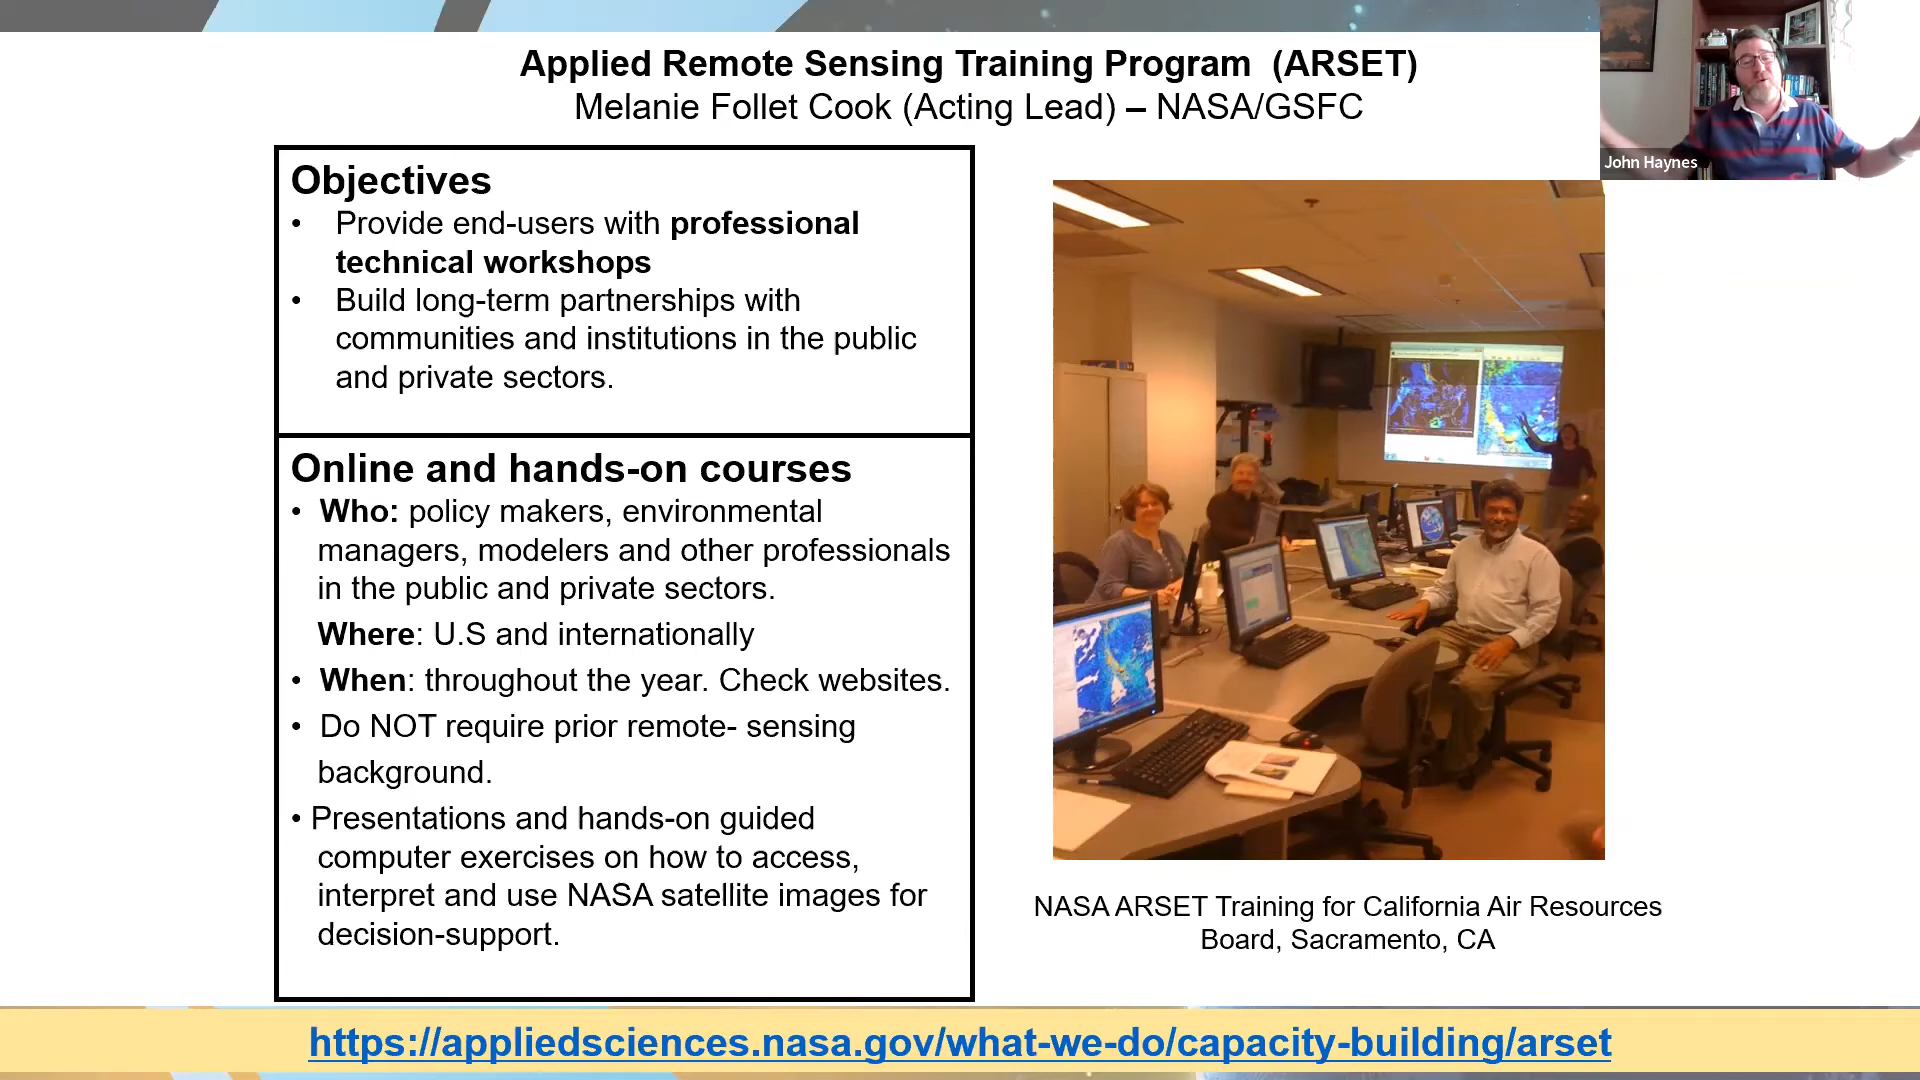 Applied Remote Sensing Training Program (ARSET)
Melanie Follet Cook (Acting Lead) – NASA/GSFC
John Haynes
Objectives
• Provide end-users with professional
technical workshops
• Build long-term partnerships with
communities and institutions in the public
and private sectors.
Online and hands-on courses
• Who: policy makers, environmental
managers, modelers and other professionals
in the public and private sectors.
Where: U.S and internationally
• When: throughout the year. Check websites.
• Do NOT require prior remote- sensing
background.
• Presentations and hands-on guided
computer exercises on how to access,
interpret and use NASA satellite images for
decision-support.
NASA ARSET Training for California Air Resources
Board, Sacramento, CA
https://appliedsciences.nasa.gov/what-we-do/capacity-building/arset